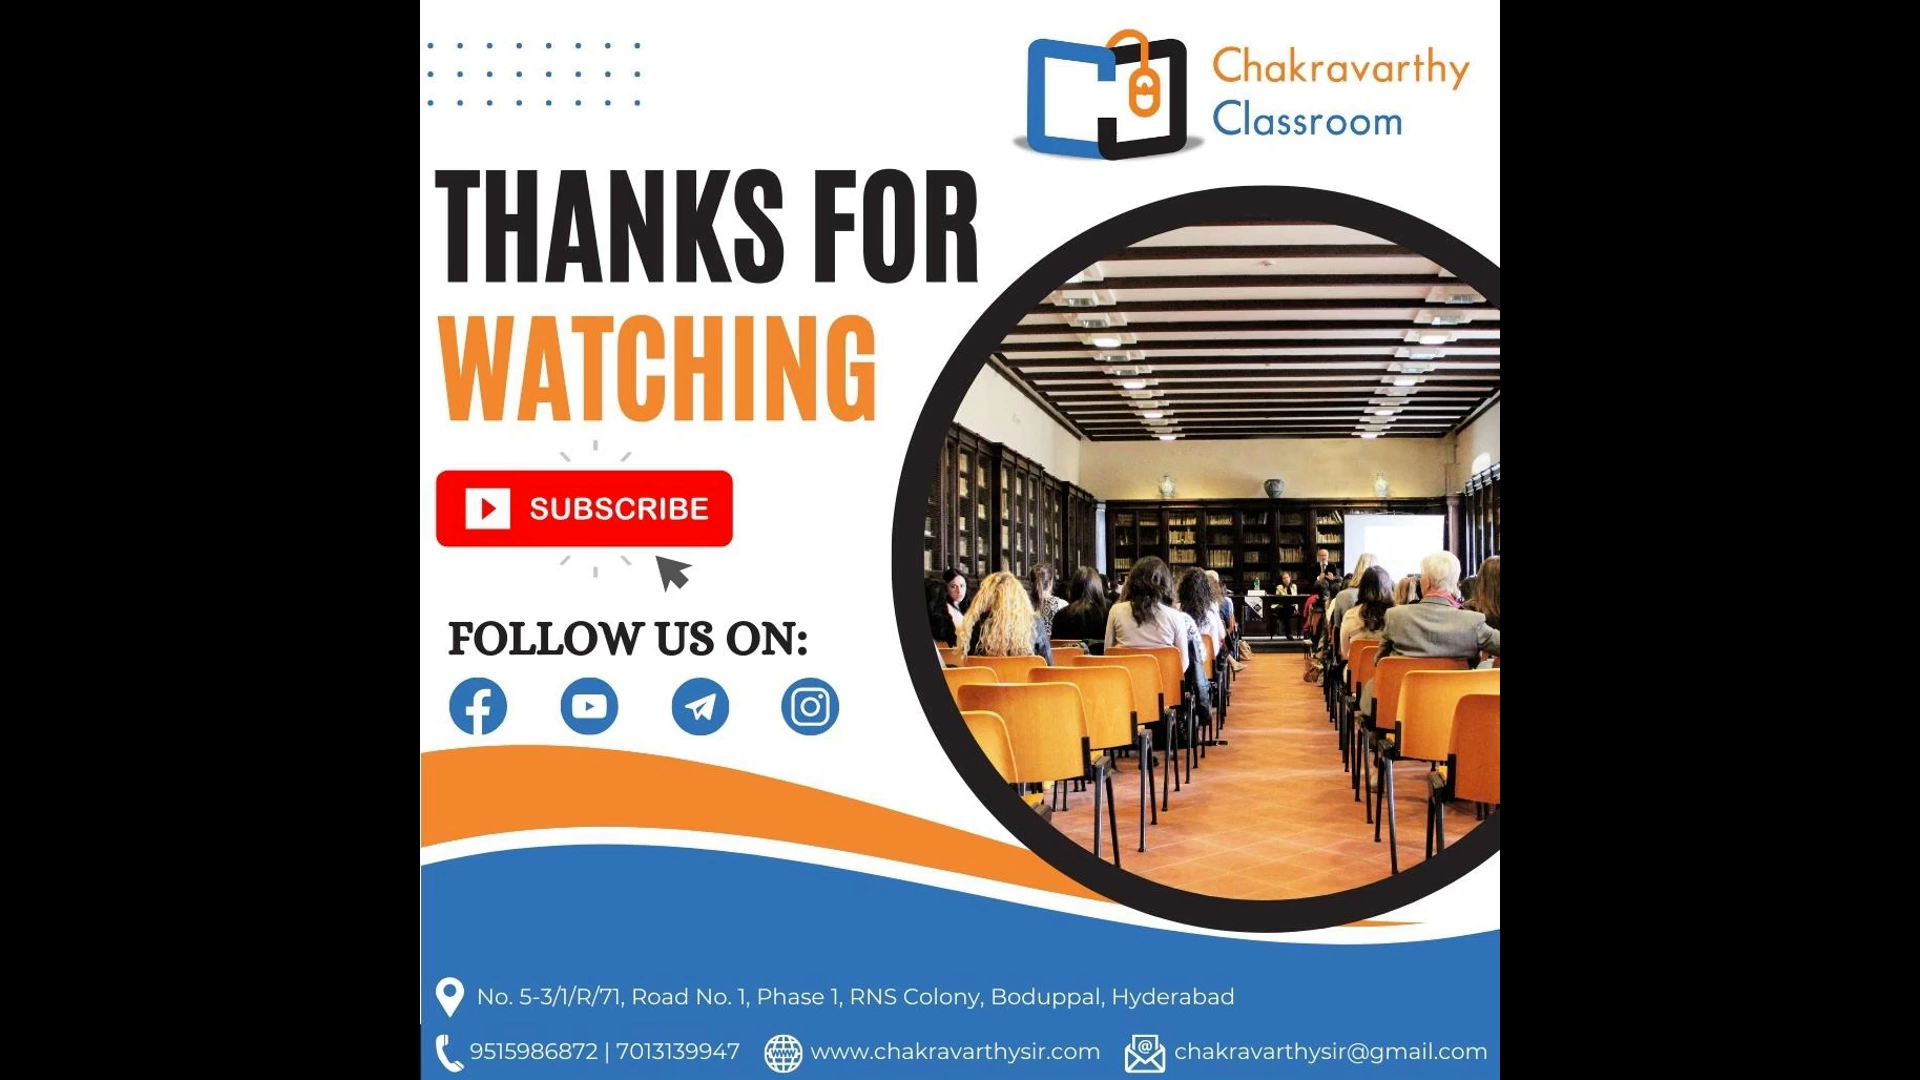 Chakravarthy
Classroom
THANKS FOR
WATCHING
SUBSCRIBE
FOLLOW US ON:
No. 5-3/1/R/71, Road No. 1, Phase 1, RNS Colony, Boduppal, Hyderabad
9515986872 | 7013139947
www.chakravarthysir.com
chakravarthysir@gmail.com